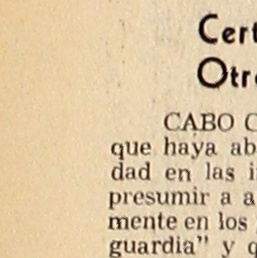 Cert
Otr
CABO C
que haya ab
dad en las i
presumir a a
mente en los
guardia" y q